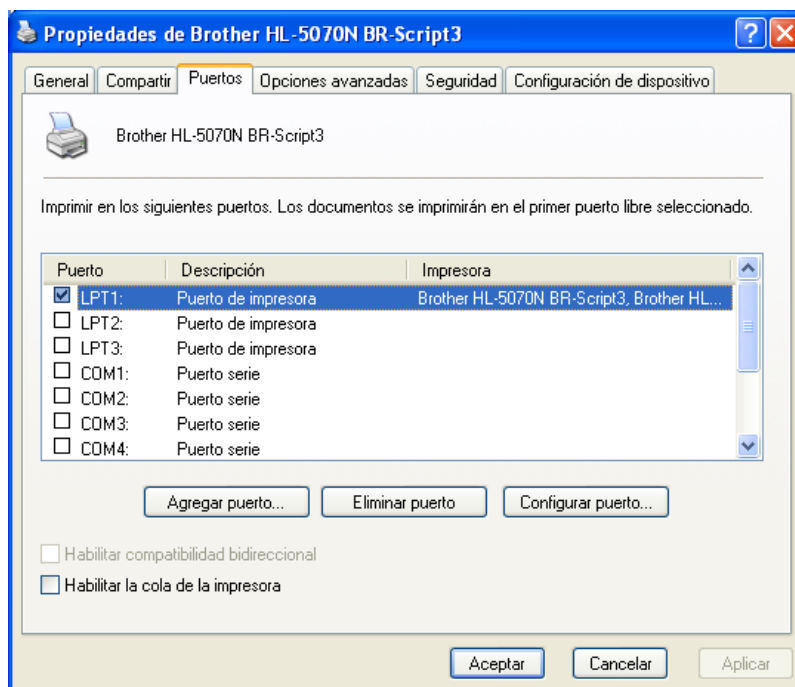 Propiedades de Brother HL-5070N BR-Script3
General Compartir Puertos Opciones avanzadas Seguridad Configuración de dispositivo
Brother HL-5070N BR-Script3
Imprimir en los siguientes puertos. Los documentos se imprimirán en el primer puerto libre seleccionado.
Puerto Descripción Impresora
LPT1: Puerto de impresora Brother HL-5070N BR-Script3, Brother HL...
LPT2: Puerto de impresora
LPT3: Puerto de impresora
COM1: Puerto serie
COM2: Puerto serie
COM3: Puerto serie
COM4: Puerto serie
Agregar puerto... Eliminar puerto Configurar puerto...
Habilitar compatibilidad bidireccional
Habilitar la cola de la impresora
Aceptar Cancelar Aplicar